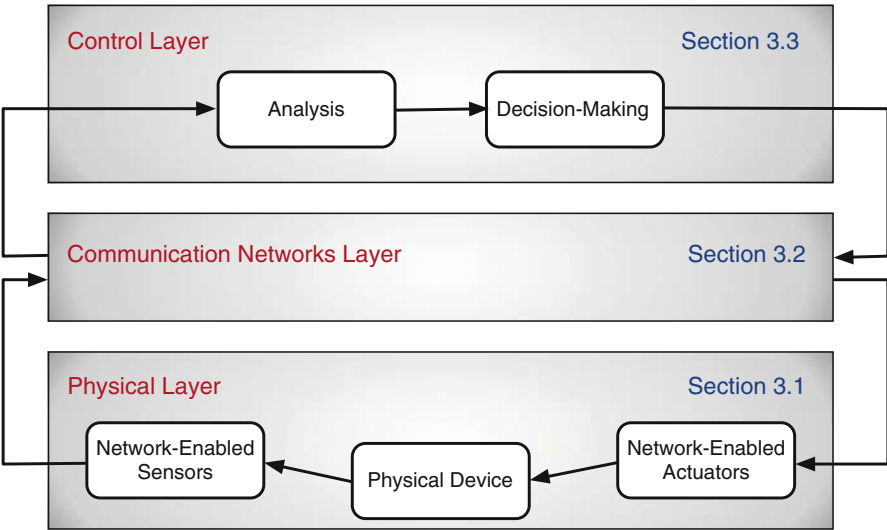 Control Layer
Section 3.3
Analysis
Decision-Making
Communication Networks Layer
Section 3.2
Physical Layer
Section 3.1
Network-Enabled
Sensors
Physical Device
Network-Enabled
Actuators